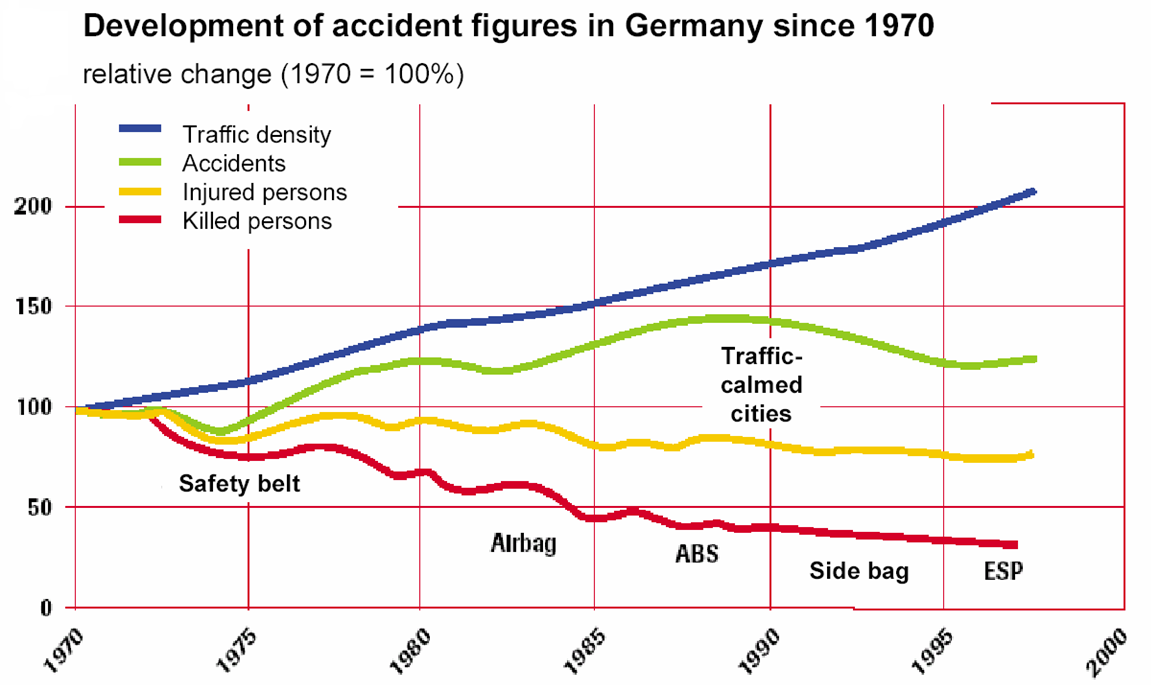 Development of accident figures in Germany since 1970
relative change (1970 = 100%)
Traffic density
Accidents
Injured persons
Killed persons
200
150
100
50
0
Traffic-
calmed
cities
Safety belt
Airbag
ABS
Side bag
ESP
1970
1975
1980
1985
1990
1995
2000